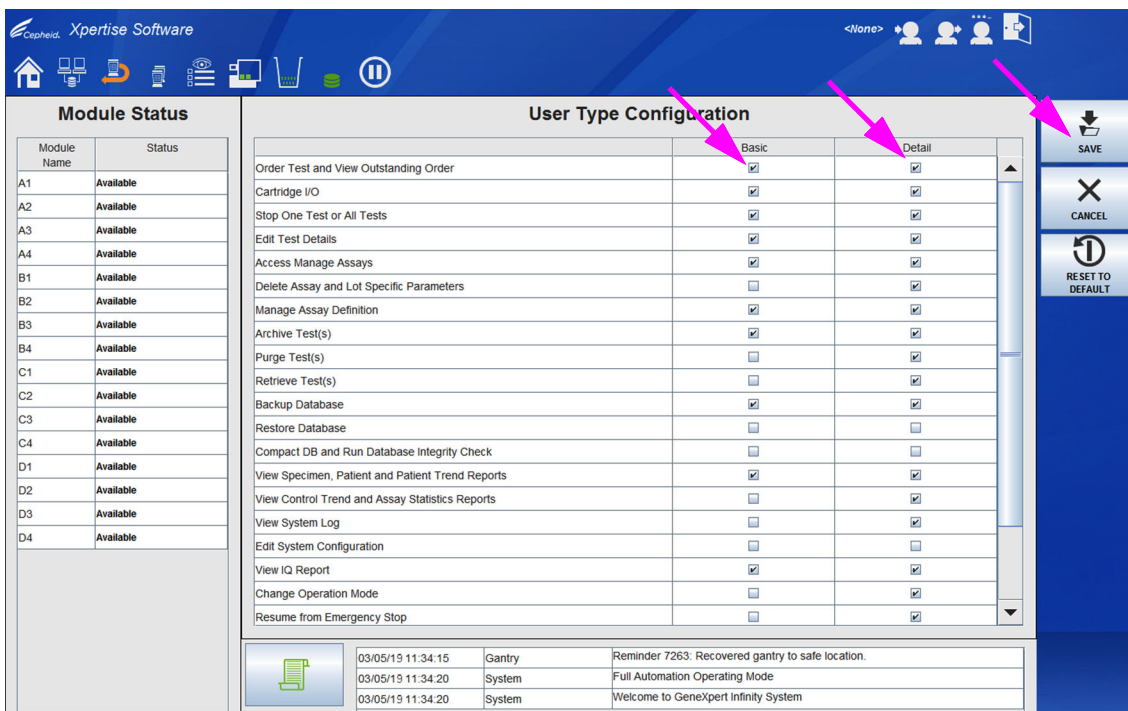 Cepheid. Xpertise Software
<None>
Module Status
User Type Configuration
Module Name Status
Basic Detail
A1 Available
A2 Available
A3 Available
A4 Available
B1 Available
B2 Available
B3 Available
B4 Available
C1 Available
C2 Available
C3 Available
C4 Available
D1 Available
D2 Available
D3 Available
D4 Available
Order Test and View Outstanding Order
Cartridge I/O
Stop One Test or All Tests
Edit Test Details
Access Manage Assays
Delete Assay and Lot Specific Parameters
Manage Assay Definition
Archive Test(s)
Purge Test(s)
Retrieve Test(s)
Backup Database
Restore Database
Compact DB and Run Database Integrity Check
View Specimen, Patient and Patient Trend Reports
View Control Trend and Assay Statistics Reports
View System Log
Edit System Configuration
View IQ Report
Change Operation Mode
Resume from Emergency Stop
SAVE
CANCEL
RESET TO
DEFAULT
03/05/19 11:34:15 Gantry Reminder 7263: Recovered gantry to safe location.
03/05/19 11:34:20 System Full Automation Operating Mode
03/05/19 11:34:20 System Welcome to GeneXpert Infinity System